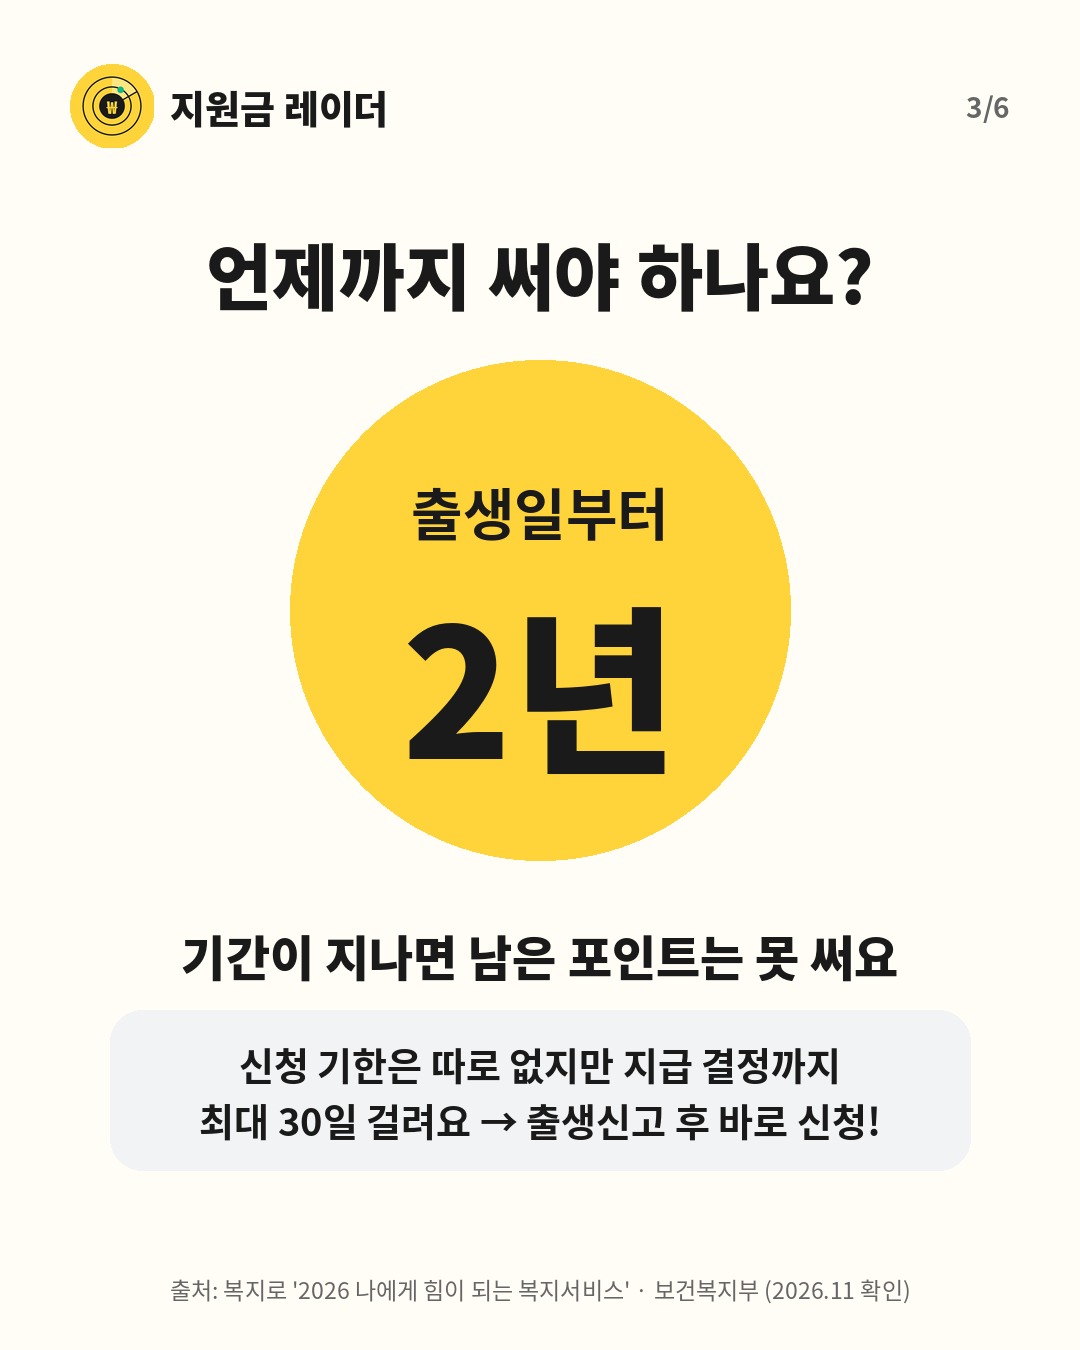 ₩
지원금 레이더
3/6
언제까지 써야 하나요?
출생일부터
2년
기간이 지나면 남은 포인트는 못 써요
신청 기한은 따로 없지만 지급 결정까지
최대 30일 걸려요 → 출생신고 후 바로 신청!
출처: 복지로 '2026 나에게 힘이 되는 복지서비스' · 보건복지부 (2026.11 확인)